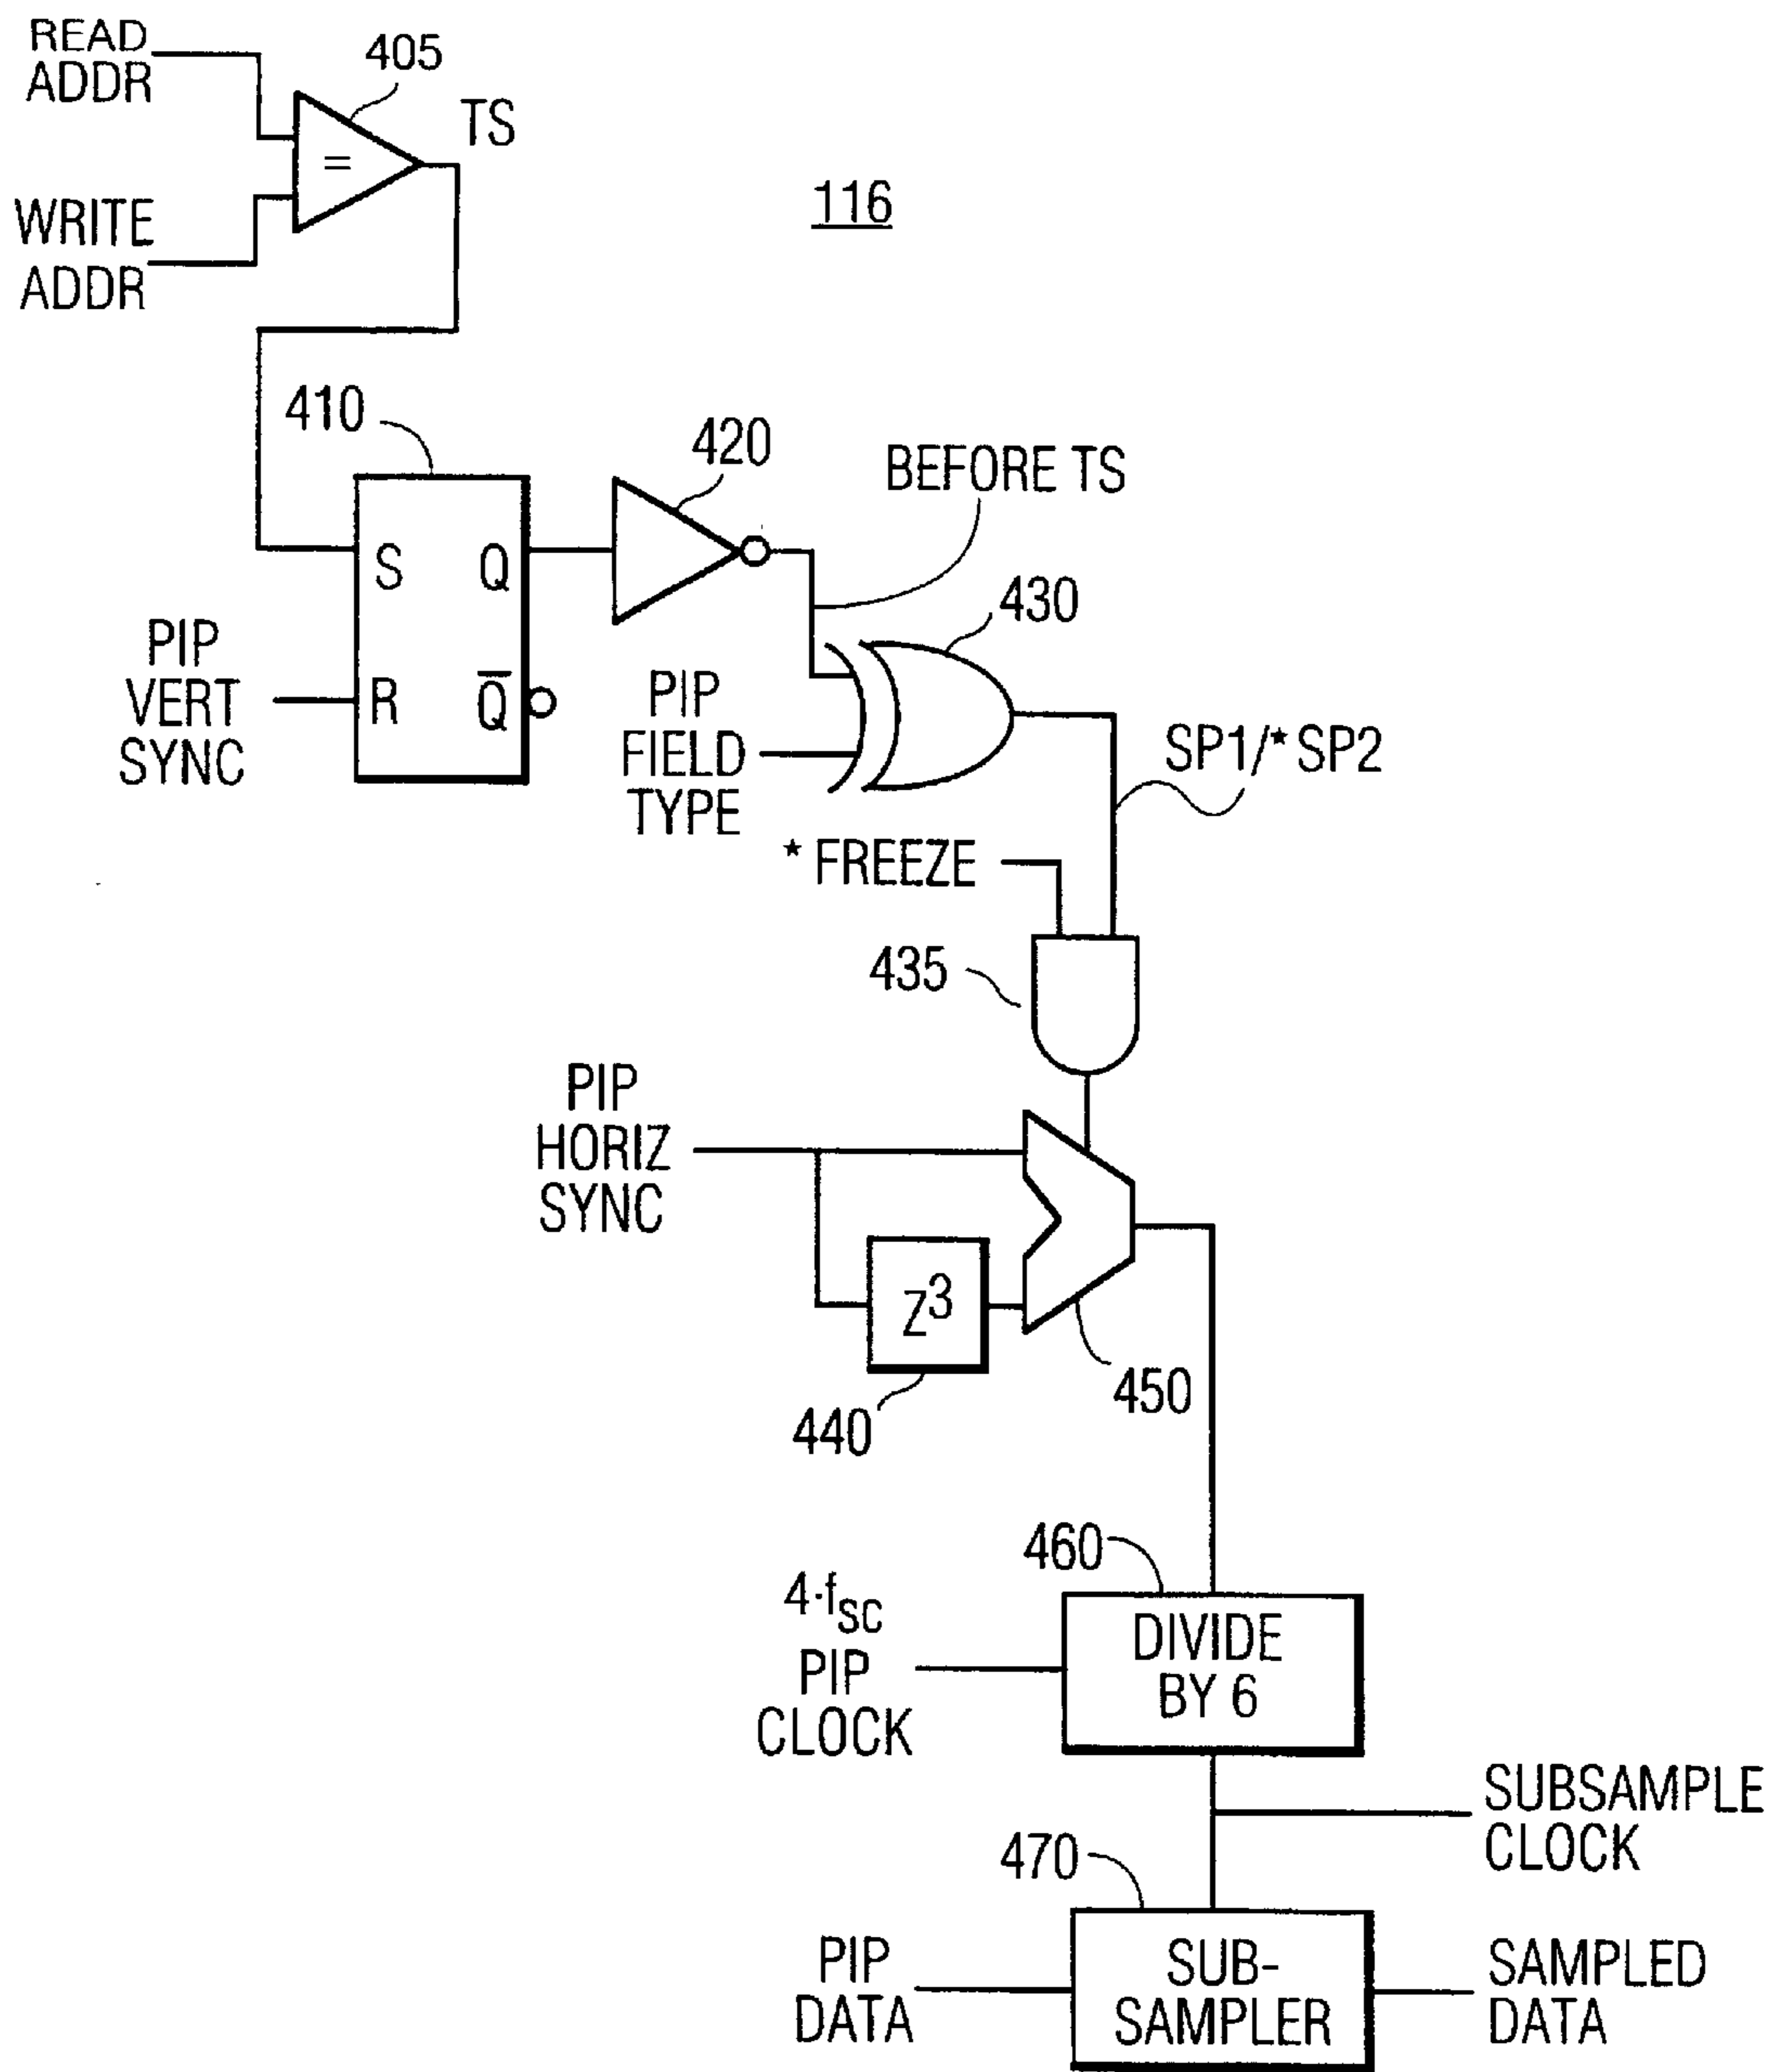 READ
ADDR
405
TS
=
WRITE
ADDR
116
410
420
BEFORE TS
S
Q
430
PIP
VERT
SYNC
R
Q̅
PIP
FIELD
TYPE
SP1/*SP2
* FREEZE
435
PIP
HORIZ
SYNC
Z³
440
450
460
4·fSC
PIP
CLOCK
DIVIDE
BY 6
SUBSAMPLE
CLOCK
470
PIP
DATA
SUB-
SAMPLER
SAMPLED
DATA